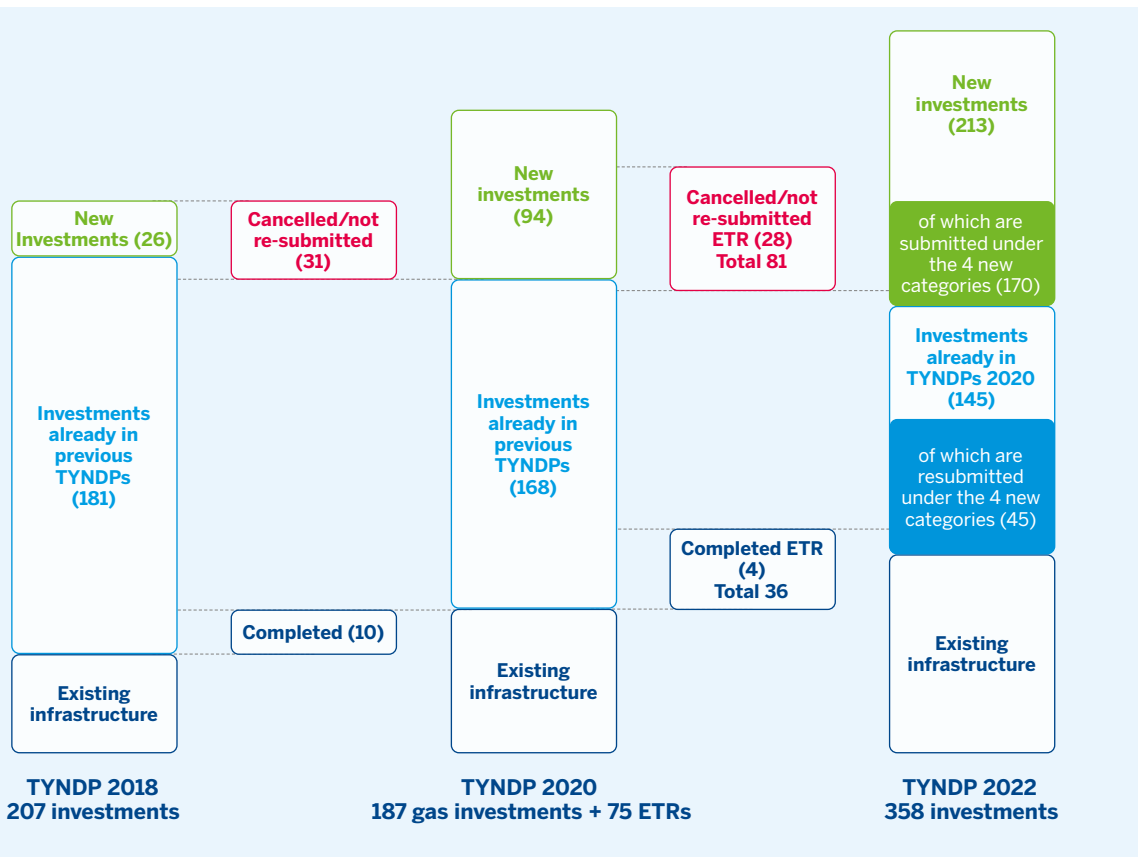 New
Investments (26)
Investments
already in
previous
TYNDPs
(181)
Existing
infrastructure
TYNDP 2018
207 investments
Cancelled/not
re-submitted
(31)
Completed (10)
New
investments
(94)
Investments
already in
previous
TYNDPs
(168)
Existing
infrastructure
TYNDP 2020
187 gas investments + 75 ETRs
Cancelled/not
re-submitted
ETR (28)
Total 81
Completed ETR
(4)
Total 36
New
investments
(213)
of which are
submitted under
the 4 new
categories (170)
Investments
already in
TYNDPs 2020
(145)
of which are
resubmitted
under the 4 new
categories (45)
Existing
infrastructure
TYNDP 2022
358 investments